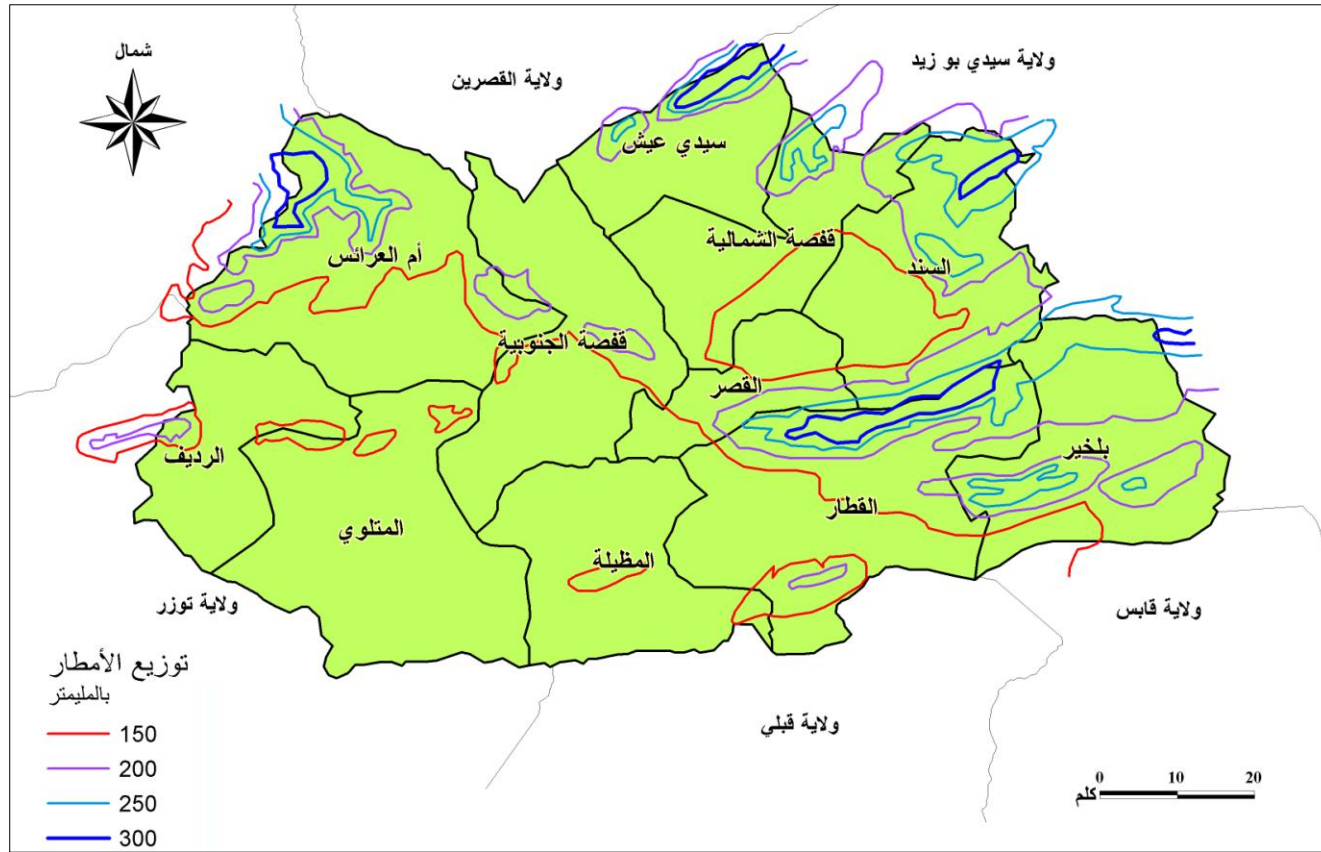 شمال
ولاية القصرين
ولاية سيدي بو زيد
سيدي عيش
أم العرائس
قفصة الشمالية
السند
قفصة الجنوبية
القصر
الرديف
بلخير
القطار
المتلوي
المظيلة
ولاية توزر
ولاية قابس
ولاية قبلي
توزيع الأمطار
بالمليمتر
150
200
250
300
0 10 20
كلم